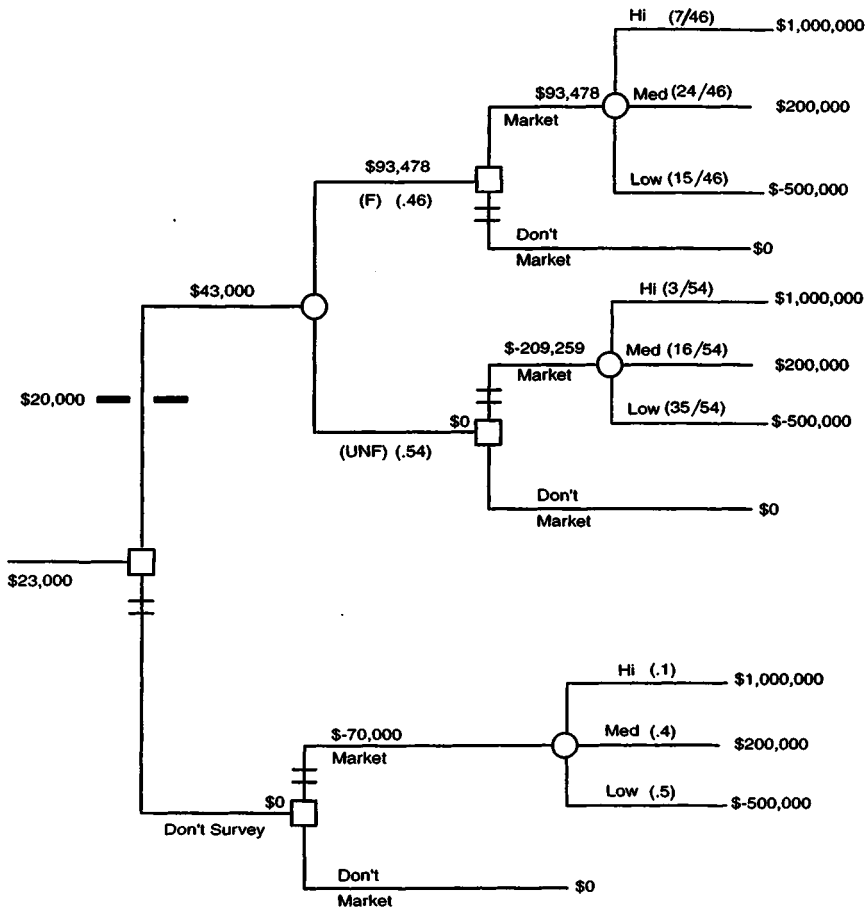 Hi (7/46) $1,000,000
$93,478 Med (24/46) $200,000
Market
$93,478
(F) (.46)
Low (15/46) $-500,000
Don't
Market
$0
$43,000
Hi (3/54) $1,000,000
$-209,259 Med (16/54) $200,000
Market
$20,000
Low (35/54) $-500,000
$0
(UNF) (.54)
Don't
Market
$0
$23,000
Hi (.1) $1,000,000
$-70,000 Med (.4) $200,000
Market
Low (.5) $-500,000
$0
Don't Survey
Don't
Market
$0